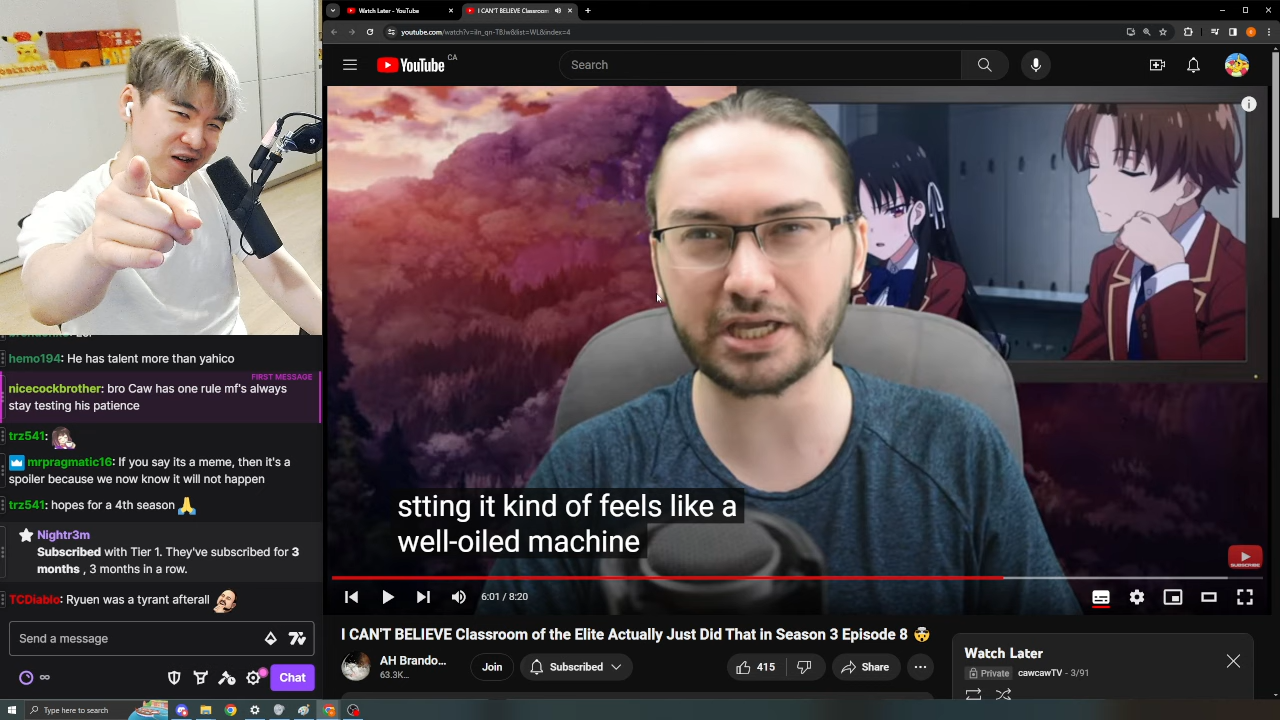 Watch Later - YouTube
I CAN'T BELIEVE Classroom
youtube.com/watch?v=iIn_qn-TBJw&list=WL&index=4
YouTube
CA
Search
hemo194: He has talent more than yahico
FIRST MESSAGE
nicecockbrother: bro Caw has one rule mf's always
stay testing his patience
trz541:
mrpragmatic16: If you say its a meme, then it's a
spoiler because we now know it will not happen
trz541: hopes for a 4th season 🙏
Nightr3m
Subscribed with Tier 1. They've subscribed for 3
months , 3 months in a row.
TCDiablo: Ryuen was a tyrant afterall
Send a message
Chat
stting it kind of feels like a
well-oiled machine
SUBSCRIBE
6:01 / 8:20
I CAN'T BELIEVE Classroom of the Elite Actually Just Did That in Season 3 Episode 8 🤯
AH Brando...
63.3K...
Join
Subscribed
415
Share
Watch Later
Private cawcawTV - 3/91
Type here to search